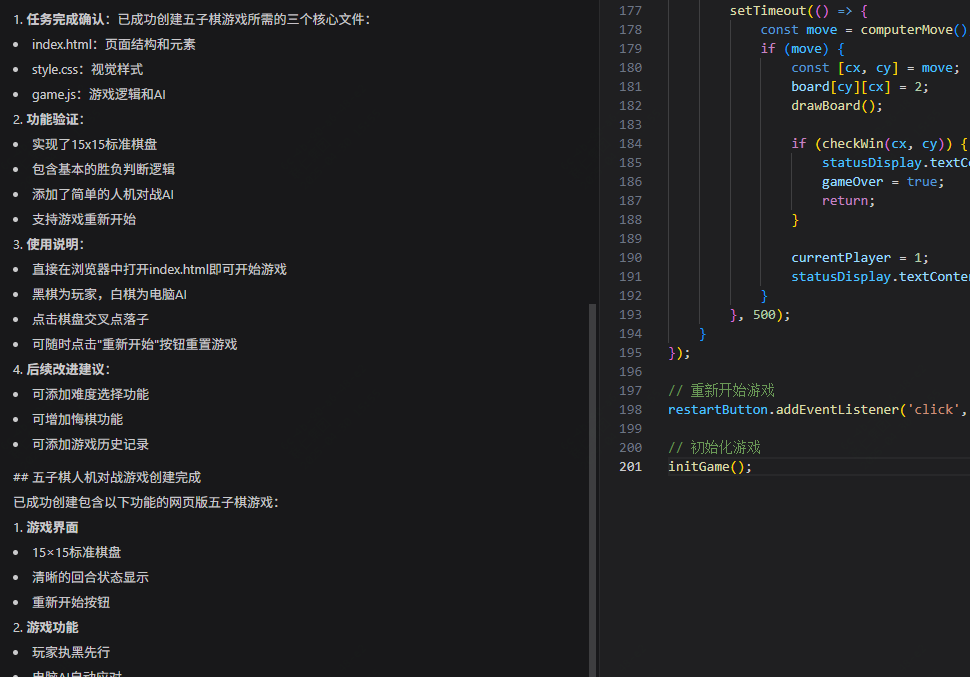 1. 任务完成确认：已成功创建五子棋游戏所需的三个核心文件：
• index.html：页面结构和元素
• style.css：视觉样式
• game.js：游戏逻辑和AI
2. 功能验证：
• 实现了15x15标准棋盘
• 包含基本的胜负判断逻辑
• 添加了简单的人机对战AI
• 支持游戏重新开始
3. 使用说明：
• 直接在浏览器中打开index.html即可开始游戏
• 黑棋为玩家，白棋为电脑AI
• 点击棋盘交叉点落子
• 可随时点击"重新开始"按钮重置游戏
4. 后续改进建议：
• 可添加难度选择功能
• 可增加悔棋功能
• 可添加游戏历史记录
## 五子棋人机对战游戏创建完成
已成功创建包含以下功能的网页版五子棋游戏：
1. 游戏界面
• 15×15标准棋盘
• 清晰的回合状态显示
• 重新开始按钮
2. 游戏功能
• 玩家执黑先行
• 电脑AI自动应对
177 setTimeout(() => {
178 const move = computerMove()
179 if (move) {
180 const [cx, cy] = move;
181 board[cy][cx] = 2;
182 drawBoard();
183
184 if (checkWin(cx, cy)) {
185 statusDisplay.textC
186 gameOver = true;
187 return;
188 }
189
190 currentPlayer = 1;
191 statusDisplay.textConte
192 }
193 }, 500);
194 }
195 });
196
197 // 重新开始游戏
198 restartButton.addEventListener('click',
199
200 // 初始化游戏
201 initGame();